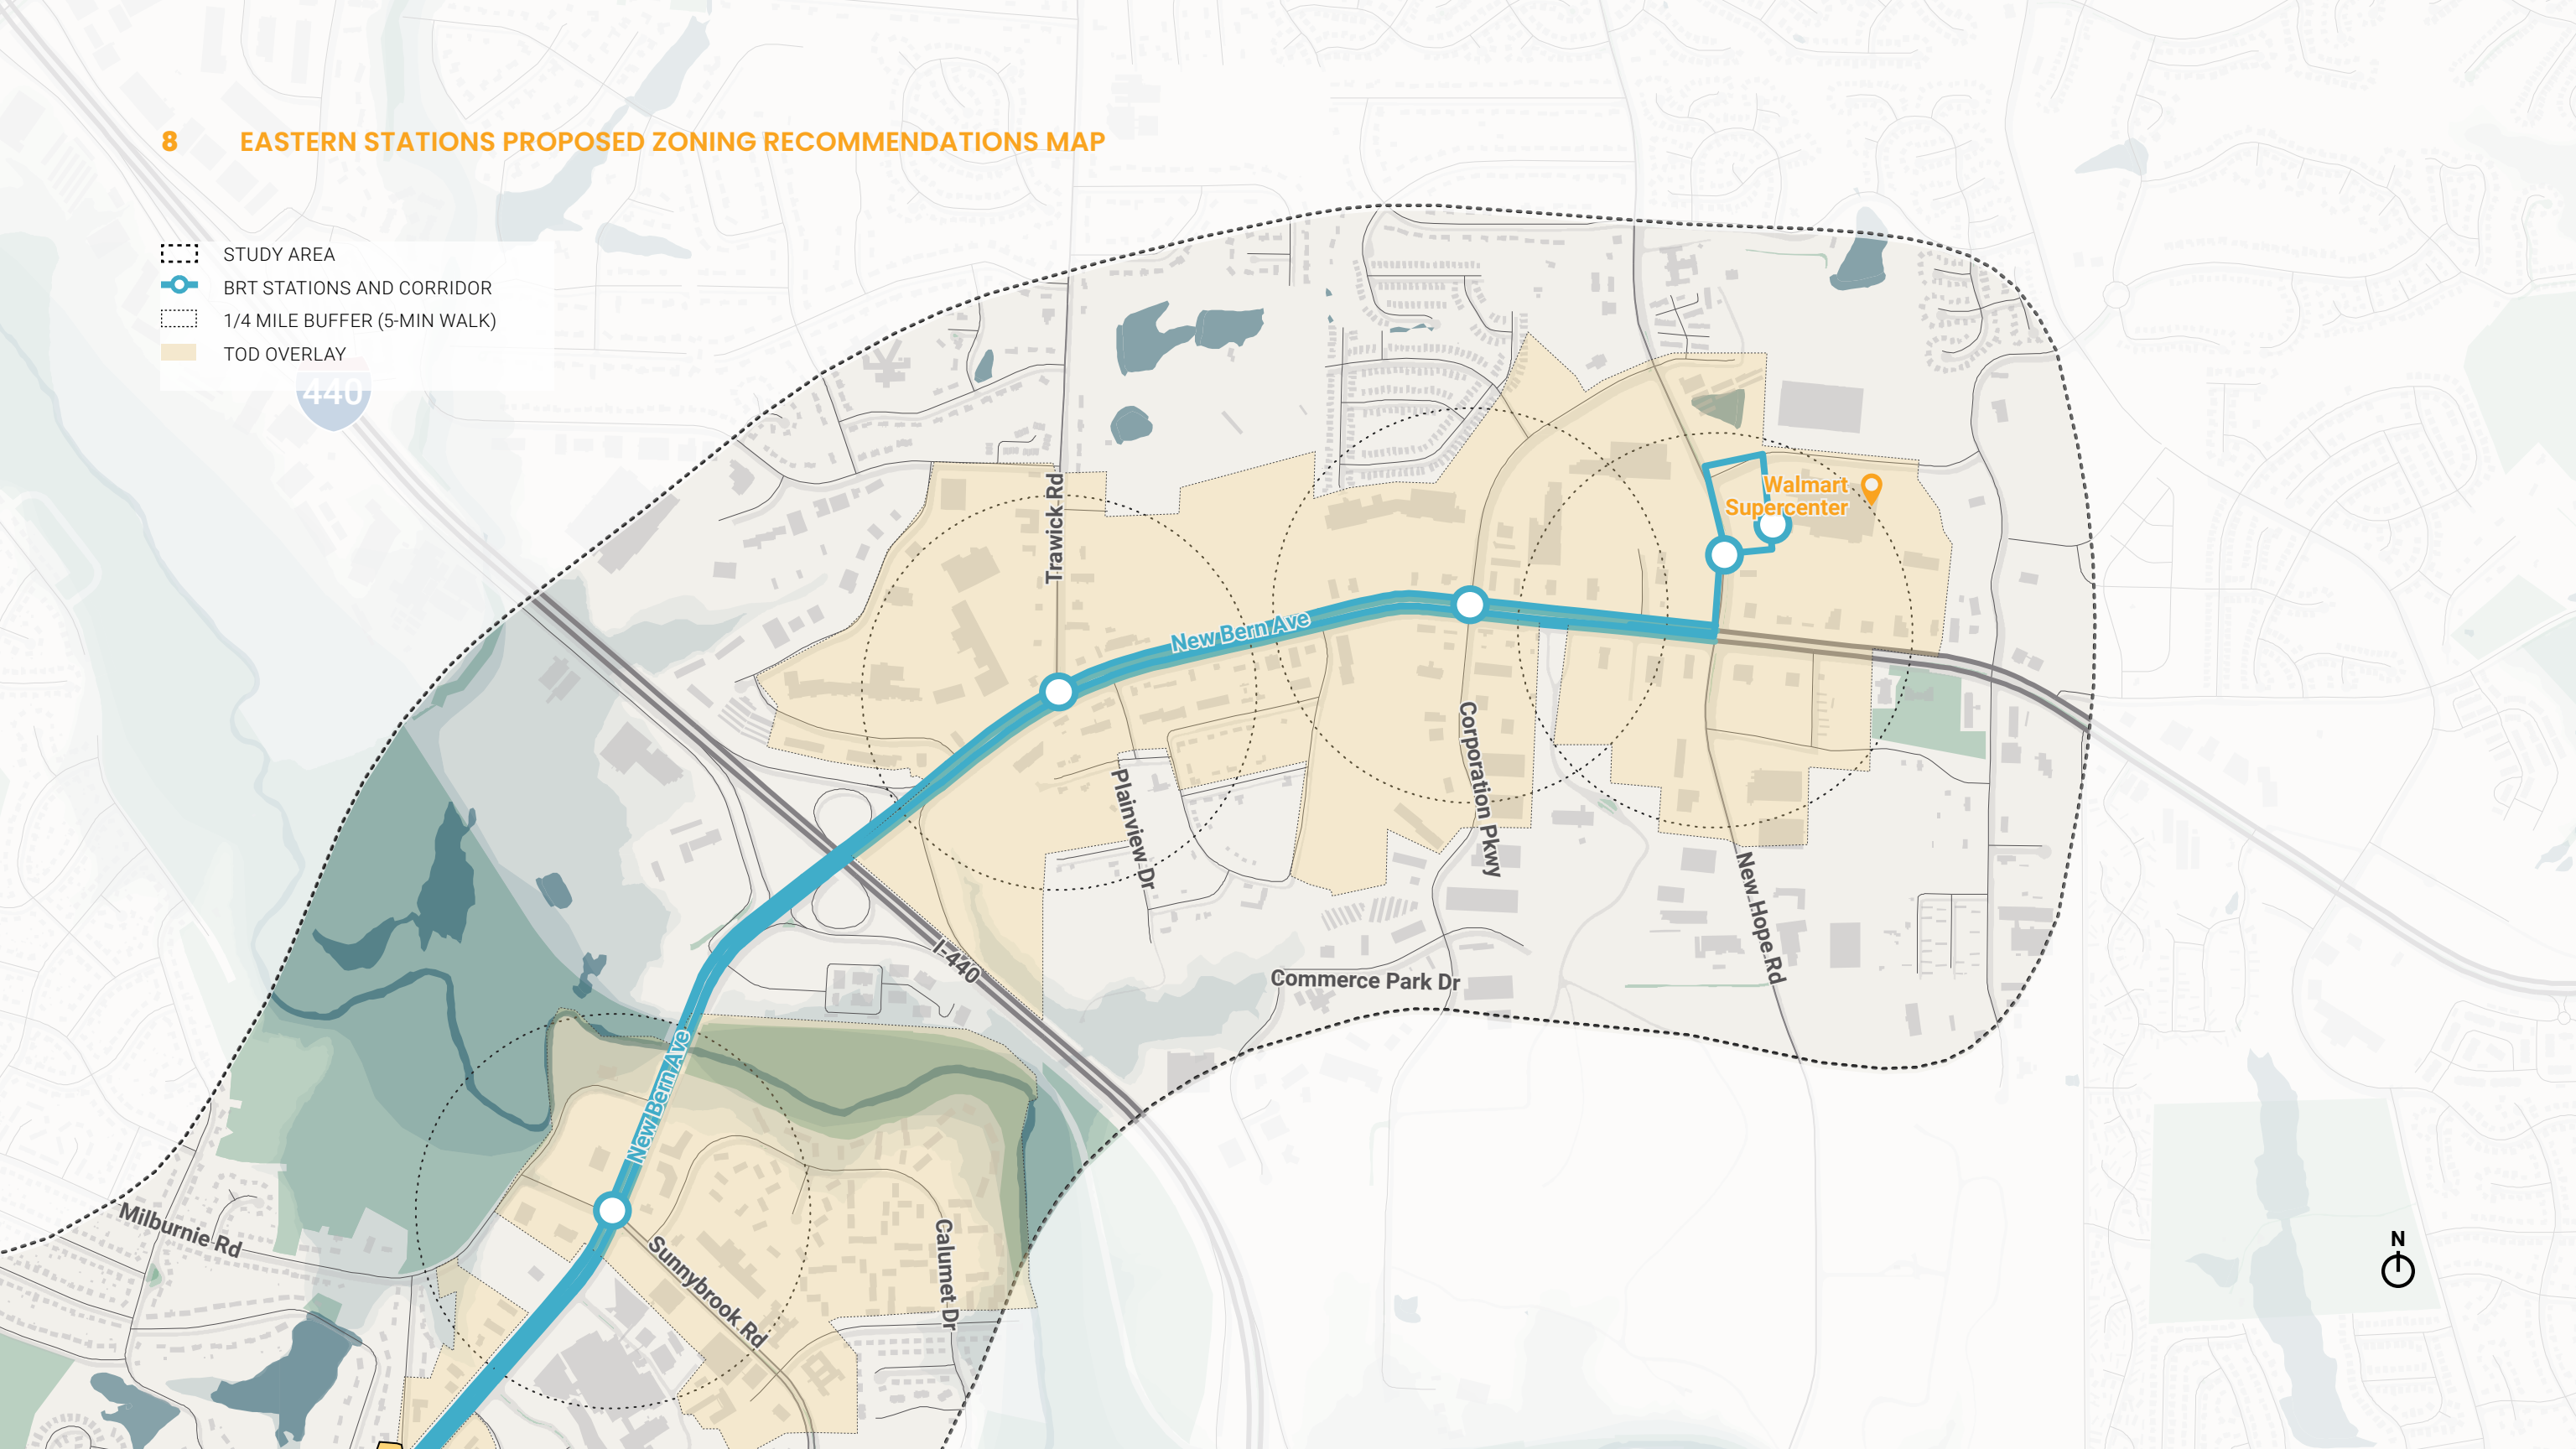 8 EASTERN STATIONS PROPOSED ZONING RECOMMENDATIONS MAP
STUDY AREA
BRT STATIONS AND CORRIDOR
1/4 MILE BUFFER (5-MIN WALK)
TOD OVERLAY
440
Trawick Rd
Walmart
Supercenter
New Bern Ave
Corporation Pkwy
Plainview Dr
New Hope Rd
I-440
Commerce Park Dr
New Bern Ave
Milburnie Rd
Sunnybrook Rd
Calumet Dr
N